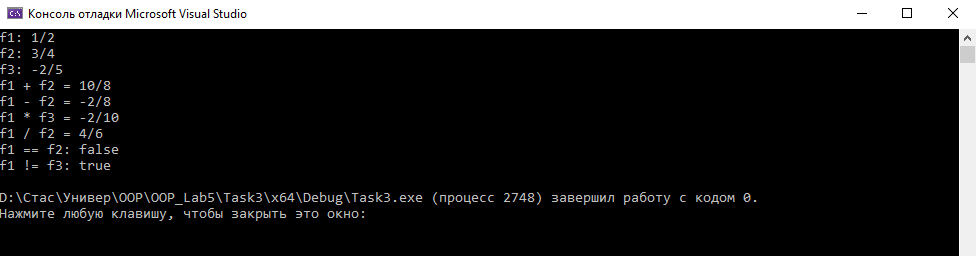 Консоль отладки Microsoft Visual Studio
f1: 1/2
f2: 3/4
f3: -2/5
f1 + f2 = 10/8
f1 - f2 = -2/8
f1 * f3 = -2/10
f1 / f2 = 4/6
f1 == f2: false
f1 != f3: true
D:\Стас\Универ\OOP\OOP_Lab5\Task3\x64\Debug\Task3.exe (процесс 2748) завершил работу с кодом 0.
Нажмите любую клавишу, чтобы закрыть это окно: